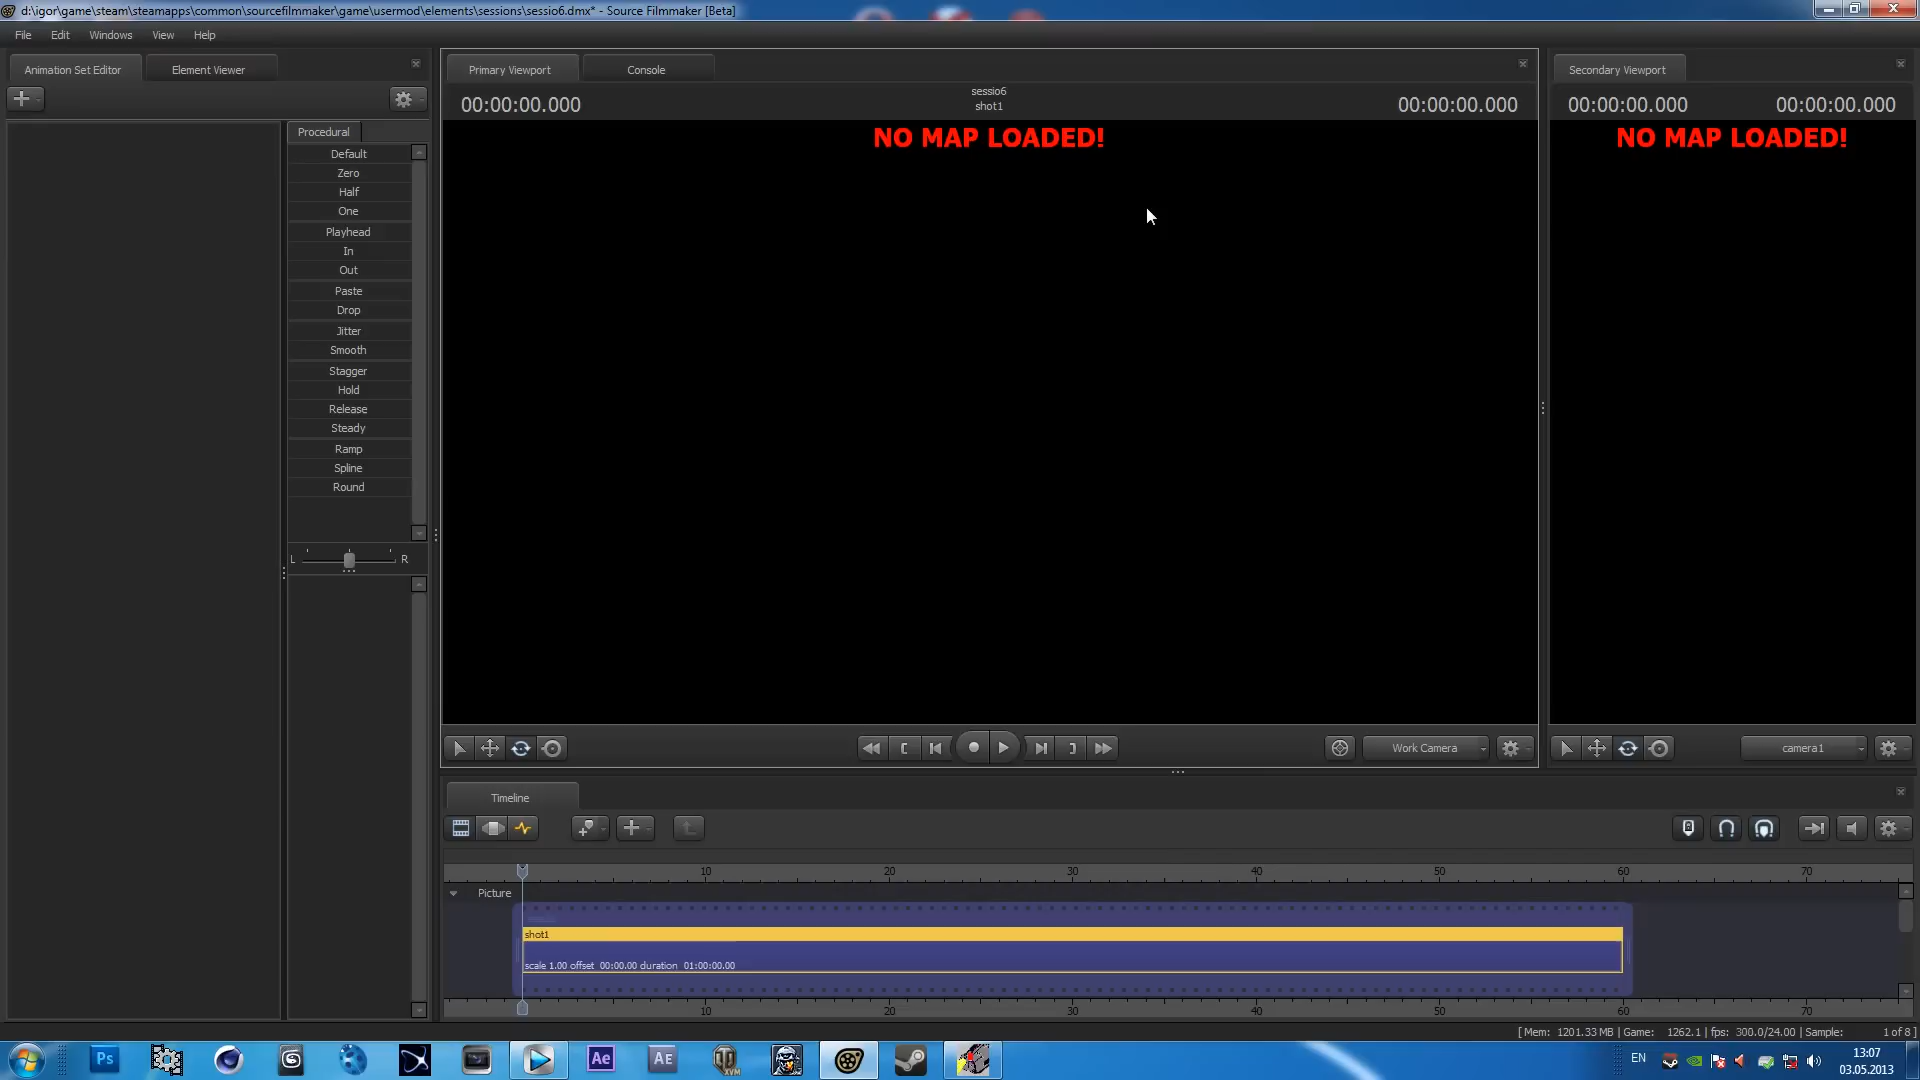 d:\igor\game\steam\steamapps\common\sourcefilmmaker\game\usermod\elements\sessions\sessio6.dmx* - Source Filmmaker [Beta]
File Edit Windows View Help
Animation Set Editor Element Viewer
Procedural
Default
Zero
Half
One
Playhead
In
Out
Paste
Drop
Jitter
Smooth
Stagger
Hold
Release
Steady
Ramp
Spline
Round
L R
Primary Viewport Console
00:00:00.000
sessio6
shot1
00:00:00.000
NO MAP LOADED!
Work Camera
Secondary Viewport
00:00:00.000 00:00:00.000
NO MAP LOADED!
camera1
Timeline
10 20 30 40 50 60 70
Picture
shot1
scale 1.00 offset 00:00.00 duration 01:00:00.00
10 20 30 40 50 60 70
[ Mem: 1201.33 MB | Game: 1262.1 | fps: 300.0/24.00 | Sample: 1 of 8 ]
Ps Ae AE XVM
EN
13:07
03.05.2013